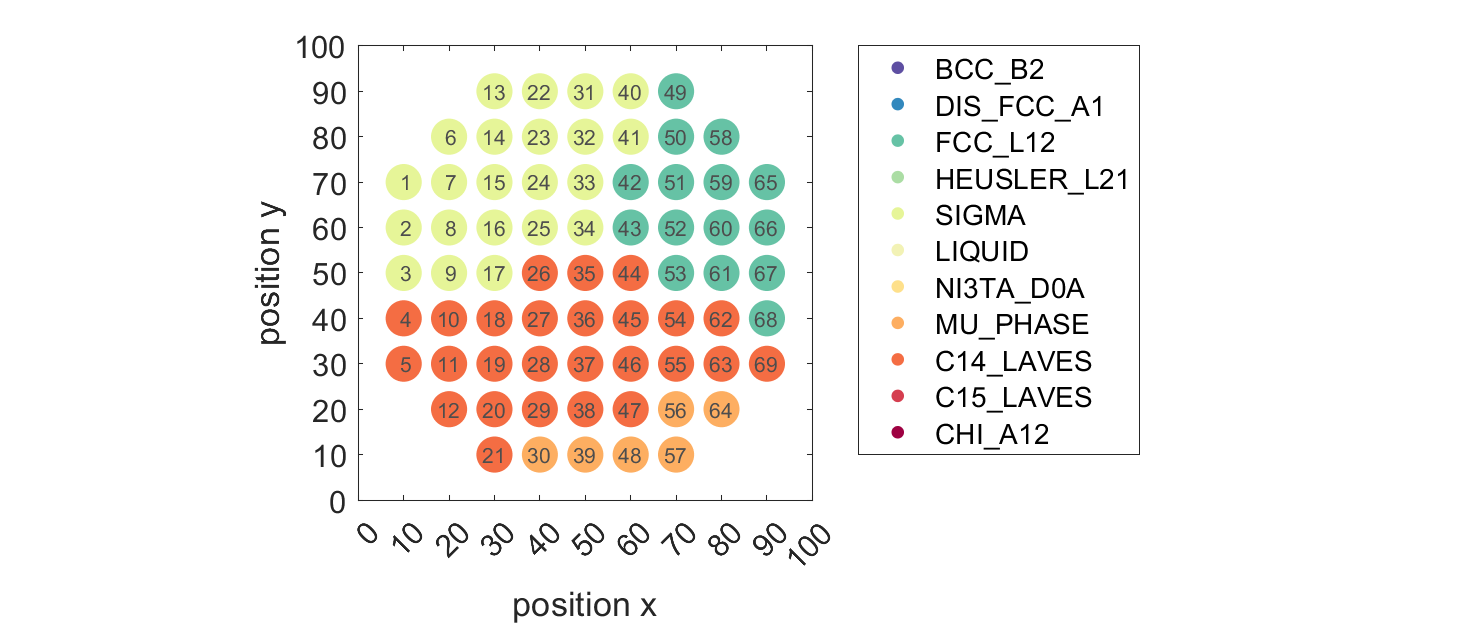 100
90
80
70
60
50
40
30
20
10
0
position y
13 22 31 40 49
6 14 23 32 41 50 58
1 7 15 24 33 42 51 59 65
2 8 16 25 34 43 52 60 66
3 9 17 26 35 44 53 61 67
4 10 18 27 36 45 54 62 68
5 11 19 28 37 46 55 63 69
12 20 29 38 47 56 64
21 30 39 48 57
0 10 20 30 40 50 60 70 80 90 100
position x
BCC_B2
DIS_FCC_A1
FCC_L12
HEUSLER_L21
SIGMA
LIQUID
NI3TA_D0A
MU_PHASE
C14_LAVES
C15_LAVES
CHI_A12